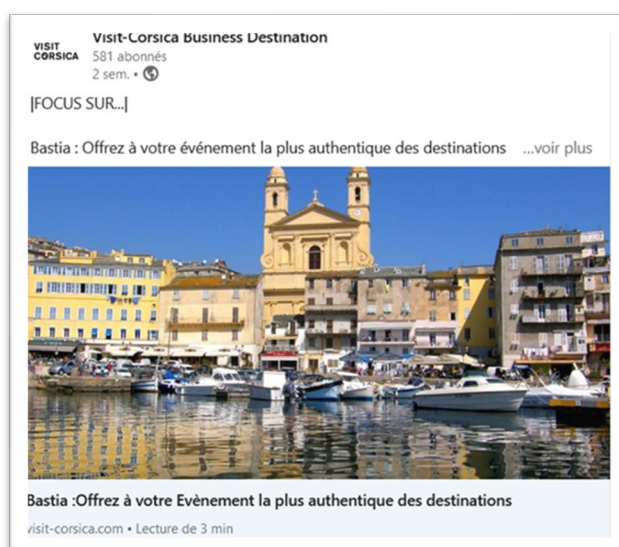 VISIT
CORSICA
Visit-Corsica Business Destination
581 abonnés
2 sem. •
|FOCUS SUR...|
Bastia : Offrez à votre événement la plus authentique des destinations ...voir plus
Bastia :Offrez à votre Evènement la plus authentique des destinations
visit-corsica.com • Lecture de 3 min